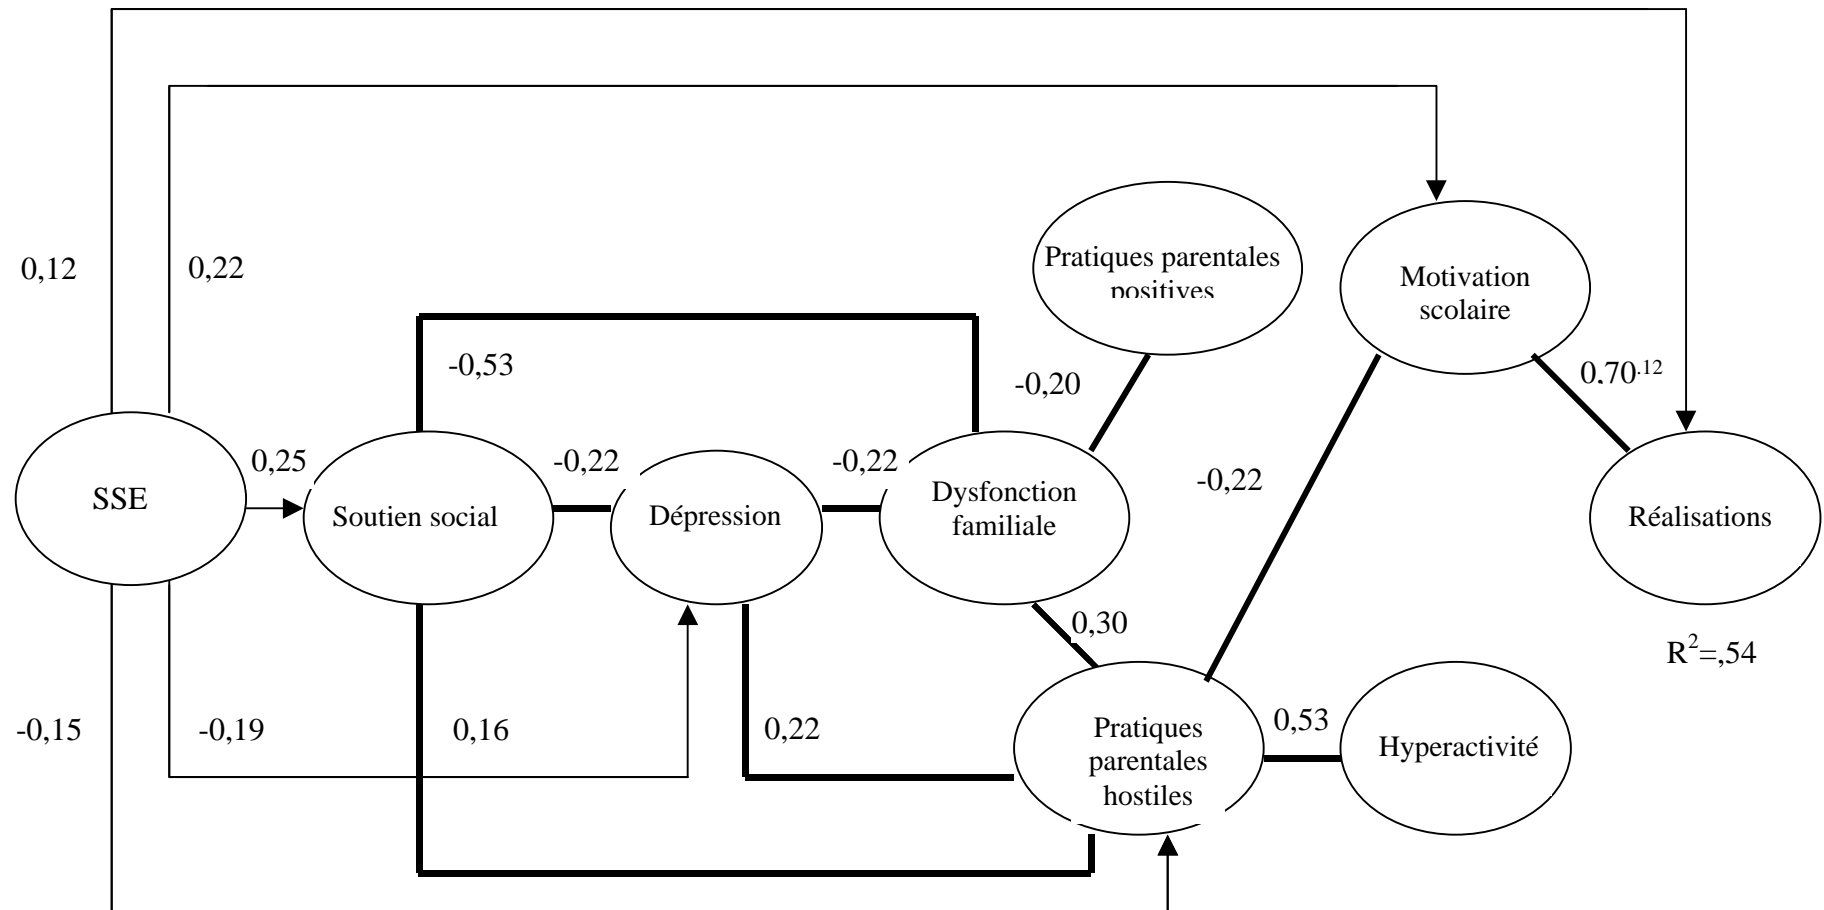 0,12
0,22
Pratiques parentales
positives
Motivation
scolaire
-0,53
-0,20
0,70.12
SSE
0,25
Soutien social
-0,22
Dépression
-0,22
Dysfonction
familiale
-0,22
Réalisations
0,30
R2=,54
-0,15
-0,19
0,16
0,22
Pratiques
parentales
hostiles
0,53
Hyperactivité